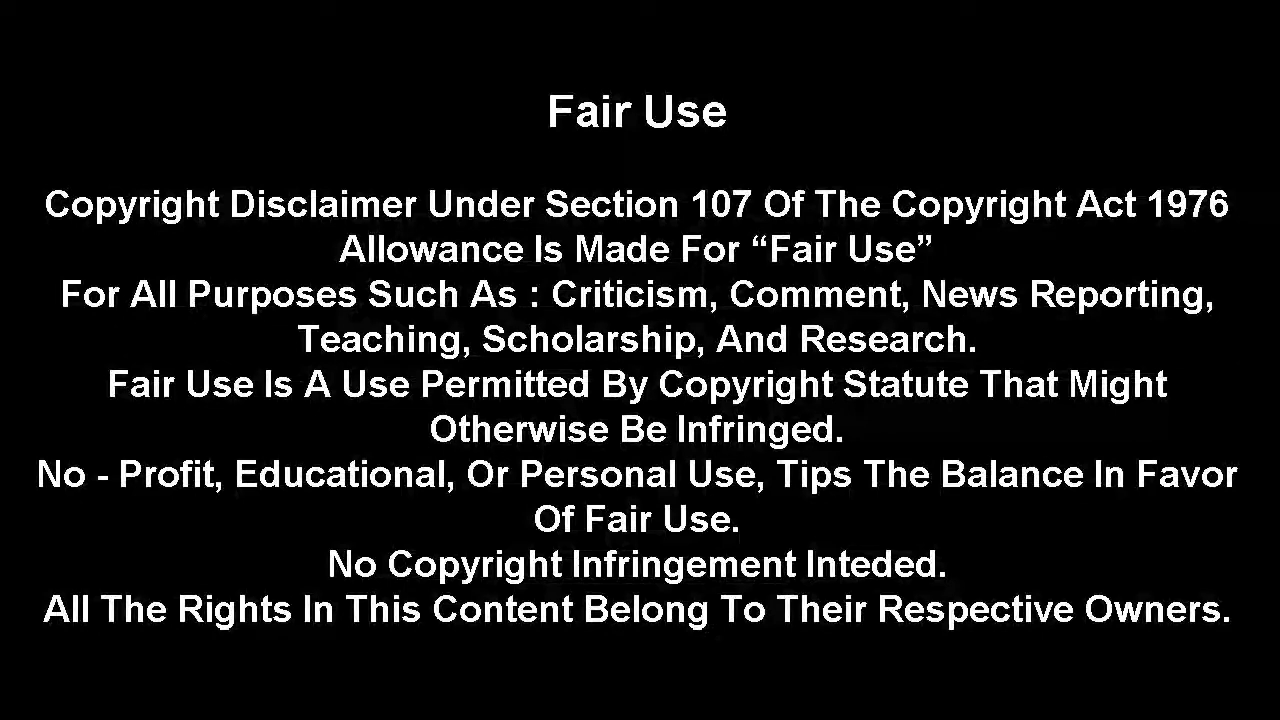 Fair Use
Copyright Disclaimer Under Section 107 Of The Copyright Act 1976
Allowance Is Made For “Fair Use”
For All Purposes Such As : Criticism, Comment, News Reporting,
Teaching, Scholarship, And Research.
Fair Use Is A Use Permitted By Copyright Statute That Might
Otherwise Be Infringed.
No - Profit, Educational, Or Personal Use, Tips The Balance In Favor
Of Fair Use.
No Copyright Infringement Inteded.
All The Rights In This Content Belong To Their Respective Owners.